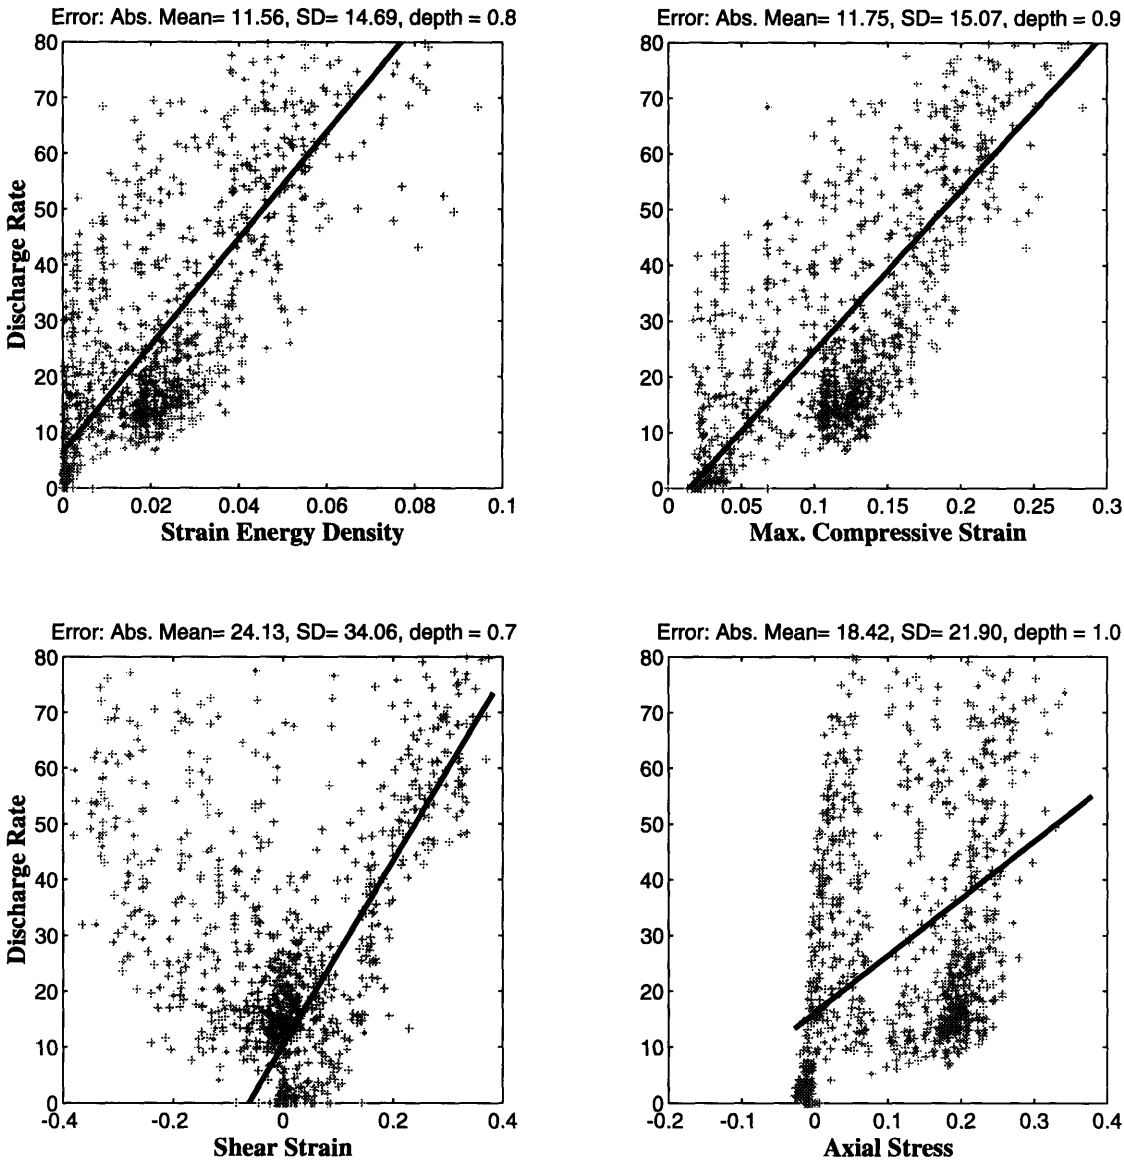 Error: Abs. Mean= 11.56, SD= 14.69, depth = 0.8
80
70
60
50
40
30
20
10
0
Discharge Rate
0 0.02 0.04 0.06 0.08 0.1
Strain Energy Density
Error: Abs. Mean= 11.75, SD= 15.07, depth = 0.9
80
70
60
50
40
30
20
10
0
0 0.05 0.1 0.15 0.2 0.25 0.3
Max. Compressive Strain
Error: Abs. Mean= 24.13, SD= 34.06, depth = 0.7
80
70
60
50
40
30
20
10
0
Discharge Rate
-0.4 -0.2 0 0.2 0.4
Shear Strain
Error: Abs. Mean= 18.42, SD= 21.90, depth = 1.0
80
70
60
50
40
30
20
10
0
-0.2 -0.1 0 0.1 0.2 0.3 0.4
Axial Stress